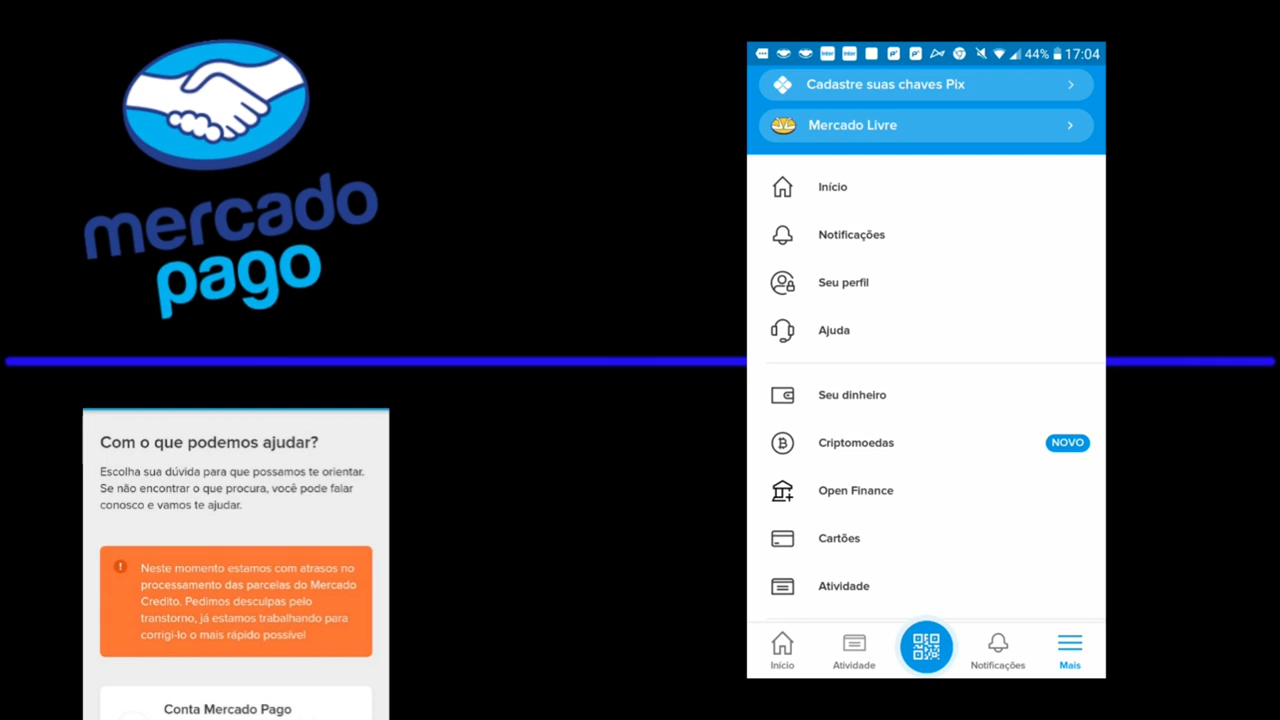 mercado
pago
Com o que podemos ajudar?
Escolha sua dúvida para que possamos te orientar.
Se não encontrar o que procura, você pode falar
conosco e vamos te ajudar.
Neste momento estamos com atrasos no
processamento das parcelas do Mercado
Credito. Pedimos desculpas pelo
transtorno, já estamos trabalhando para
corrigi-lo o mais rápido possível
Conta Mercado Pago
44% 17:04
Cadastre suas chaves Pix
Mercado Livre
Início
Notificações
Seu perfil
Ajuda
Seu dinheiro
Criptomoedas NOVO
Open Finance
Cartões
Atividade
Início Atividade Notificações Mais